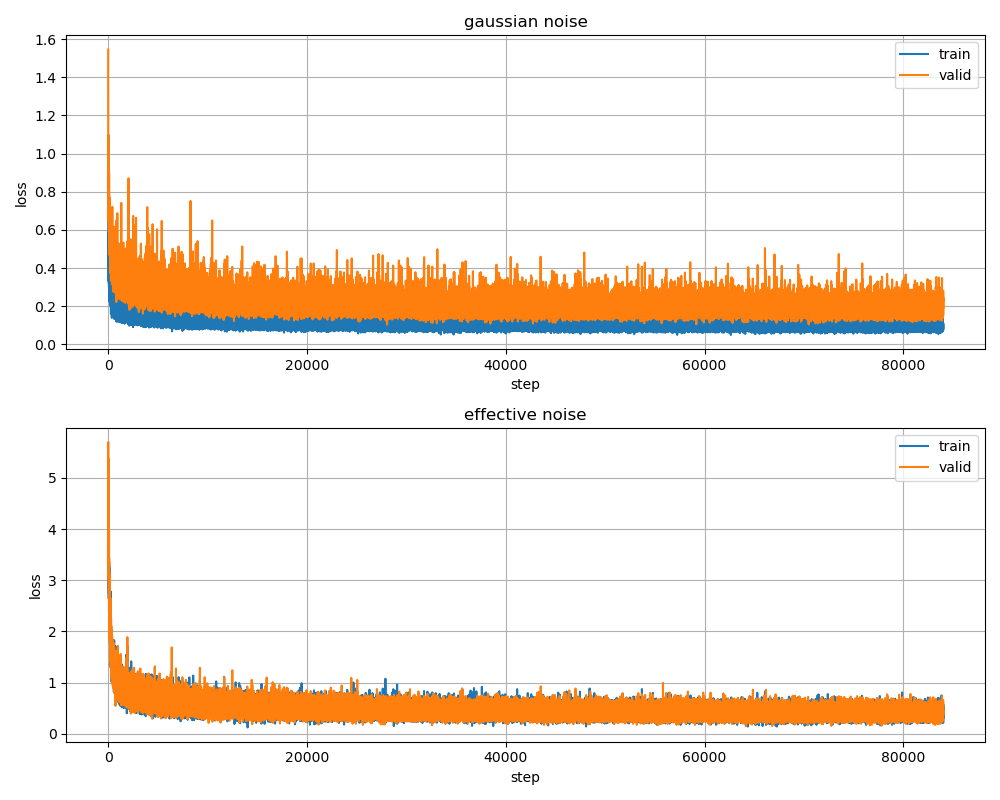 gaussian noise
1.6
1.4
1.2
1.0
0.8
0.6
0.4
0.2
0.0
loss
train
valid
0 20000 40000 60000 80000
step
effective noise
5
4
3
2
1
0
loss
train
valid
0 20000 40000 60000 80000
step